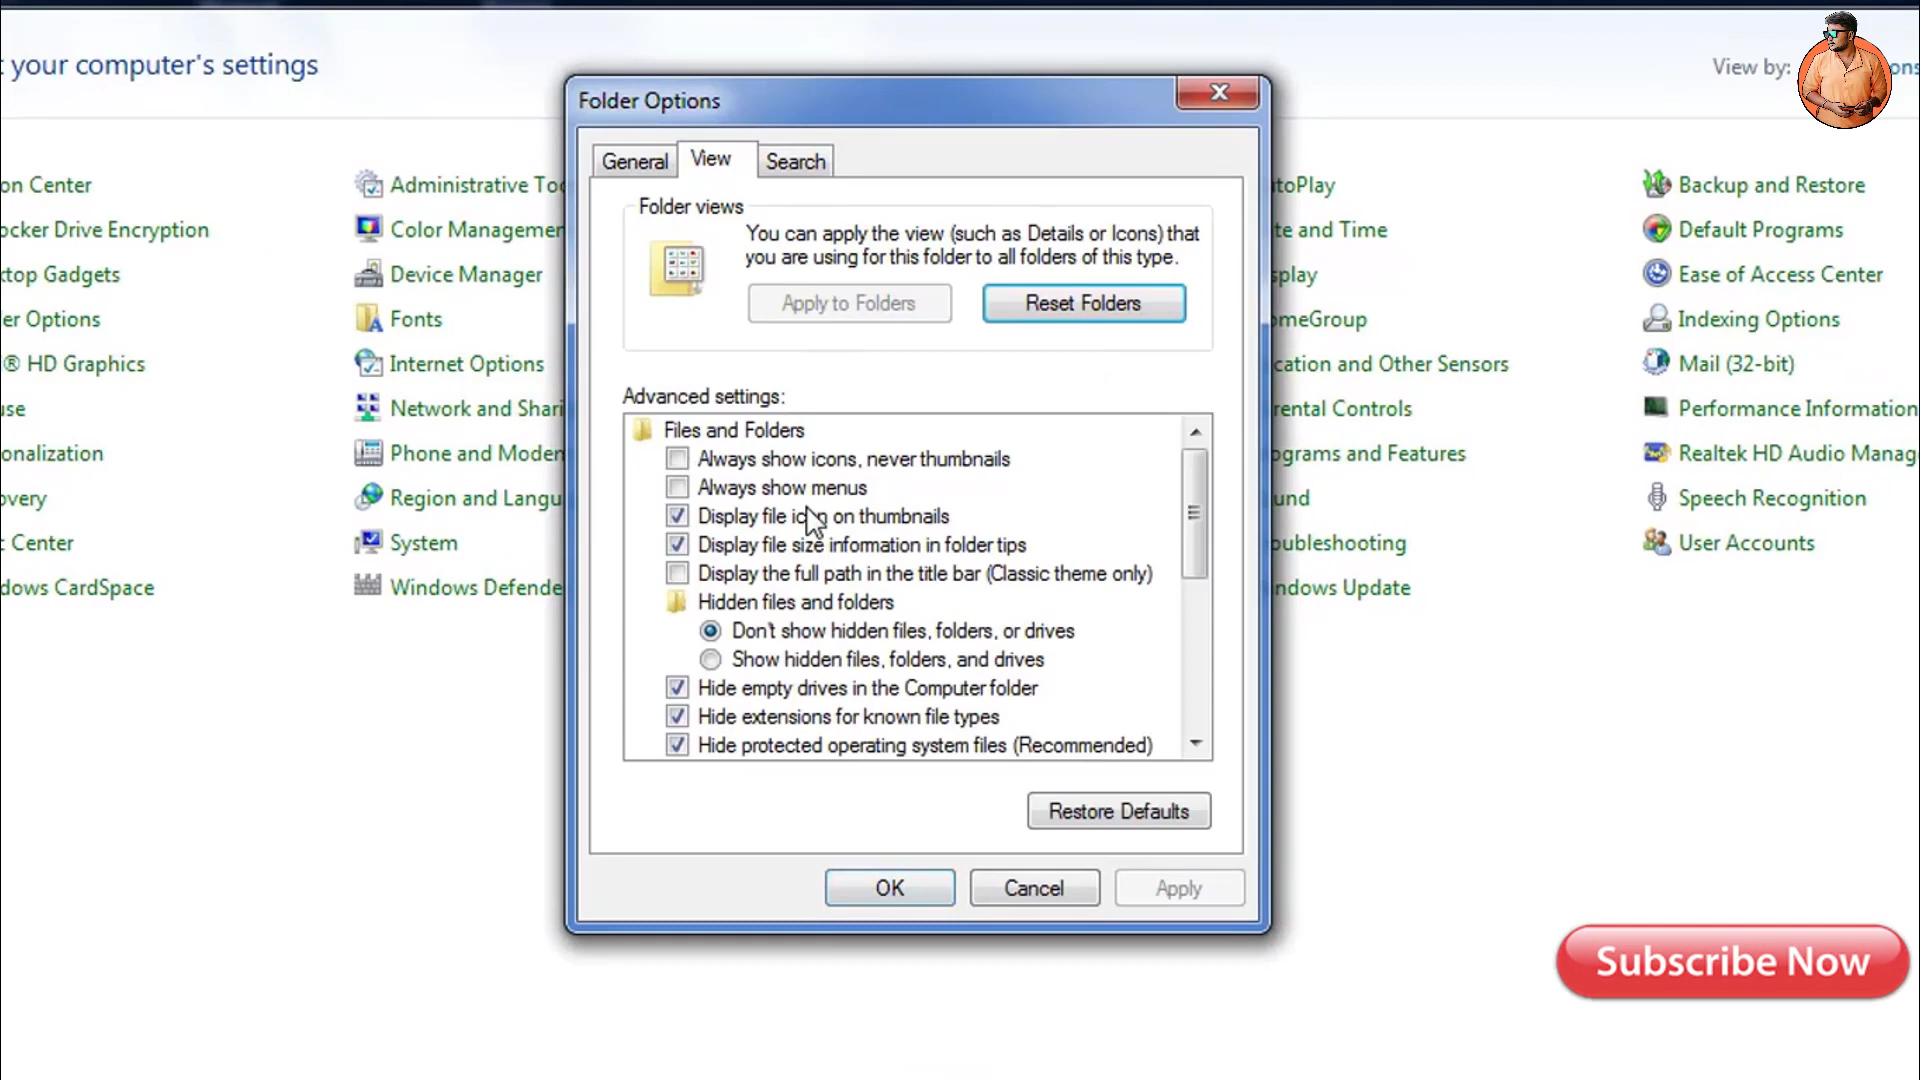 t your computer's settings
View by:
ons
Folder Options
General
View
Search
Folder views
You can apply the view (such as Details or Icons) that
you are using for this folder to all folders of this type.
Apply to Folders
Reset Folders
Advanced settings:
Files and Folders
Always show icons, never thumbnails
Always show menus
Display file icon on thumbnails
Display file size information in folder tips
Display the full path in the title bar (Classic theme only)
Hidden files and folders
Don't show hidden files, folders, or drives
Show hidden files, folders, and drives
Hide empty drives in the Computer folder
Hide extensions for known file types
Hide protected operating system files (Recommended)
Restore Defaults
OK
Cancel
Apply
on Center
ocker Drive Encryption
ktop Gadgets
er Options
® HD Graphics
use
onalization
overy
c Center
dows CardSpace
Administrative Too
Color Managemen
Device Manager
Fonts
Internet Options
Network and Shari
Phone and Modem
Region and Langu
System
Windows Defende
toPlay
te and Time
splay
omeGroup
cation and Other Sensors
rental Controls
ograms and Features
und
oubleshooting
ndows Update
Backup and Restore
Default Programs
Ease of Access Center
Indexing Options
Mail (32-bit)
Performance Information
Realtek HD Audio Manag
Speech Recognition
User Accounts
Subscribe Now